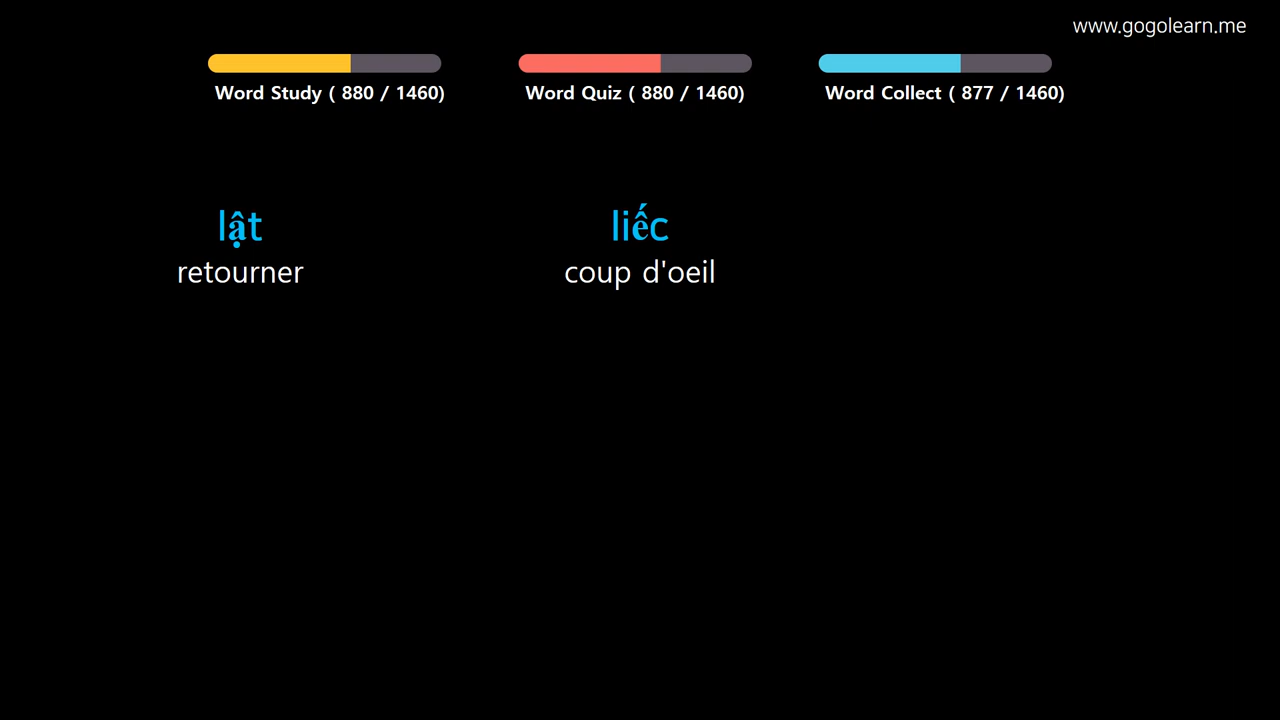 www.gogolearn.me
Word Study ( 880 / 1460)
Word Quiz ( 880 / 1460)
Word Collect ( 877 / 1460)
lật
liếc
retourner
coup d'oeil